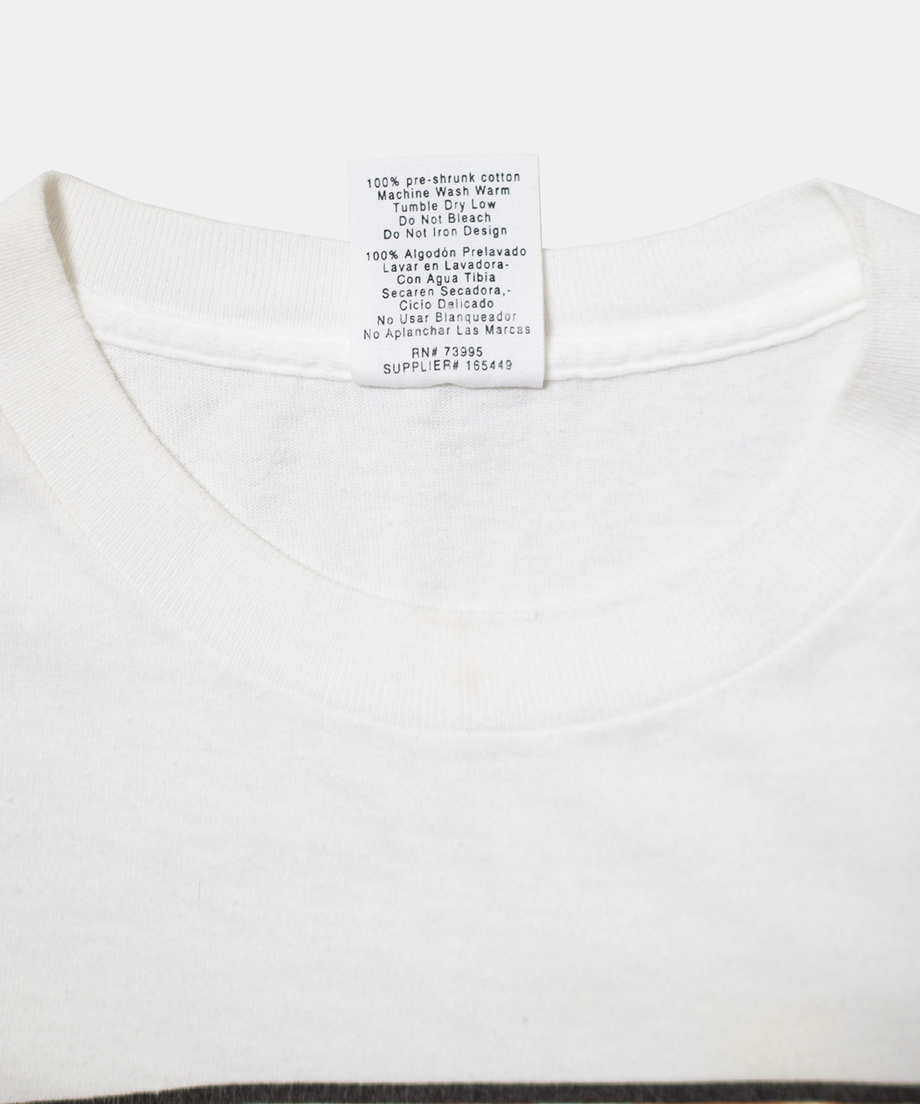 100% pre-shrunk cotton
Machine Wash Warm
Tumble Dry Low
Do Not Bleach
Do Not Iron Design
100% Algodón Prelavado
Lavar en Lavadora-
Con Agua Tibia
Secaren Secadora,-
Cicio Delicado
No Usar Blanqueador
No Aplanchar Las Marcas
RN# 73995
SUPPLIER# 165449